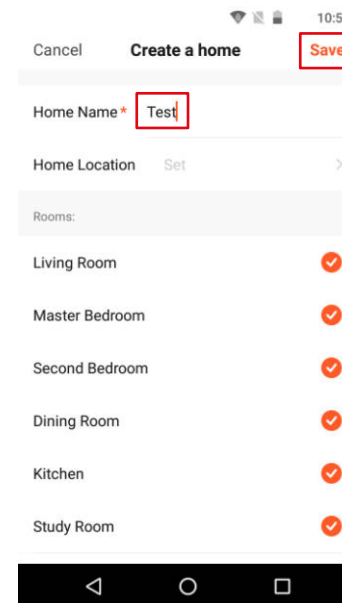 10:5
Cancel Create a home Save
Home Name * Test
Home Location Set
Rooms:
Living Room
Master Bedroom
Second Bedroom
Dining Room
Kitchen
Study Room